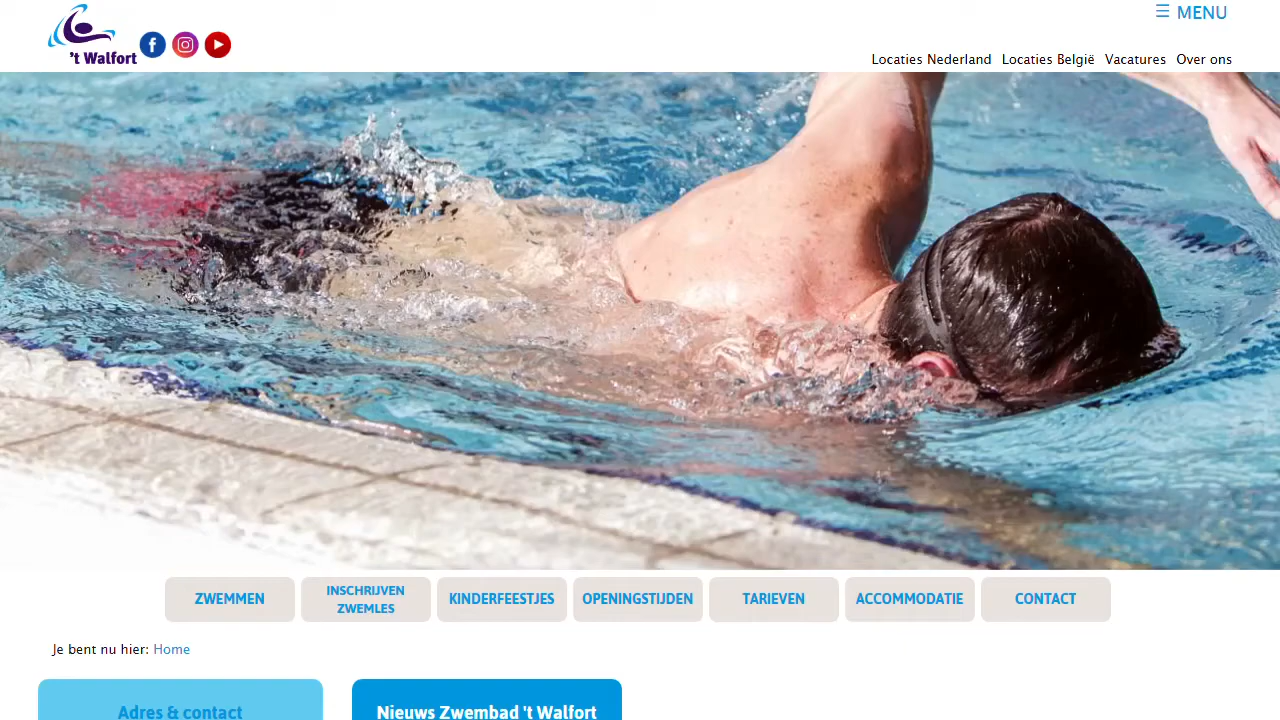 ☰ MENU
't Walfort
Locaties Nederland Locaties België Vacatures Over ons
ZWEMMEN
INSCHRIJVEN
ZWEMLES
KINDERFEESTJES
OPENINGSTIJDEN
TARIEVEN
ACCOMMODATIE
CONTACT
Je bent nu hier: Home
Adres & contact
Nieuws Zwembad 't Walfort